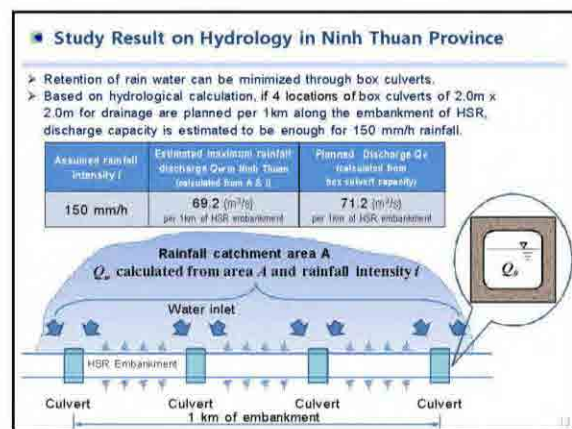 Study Result on Hydrology in Ninh Thuan Province
Retention of rain water can be minimized through box culverts.
Based on hydrological calculation, if 4 locations of box culverts of 2.0m x
2.0m for drainage are planned per 1km along the embankment of HSR,
discharge capacity is estimated to be enough for 150 mm/h rainfall.
Assumed rainfall
intensity i
Estimated maximum rainfall
discharge Qw in Ninh Thuan
(calculated from A & i)
Planned Discharge Qo
(calculated from
box culvert capacity)
150 mm/h
69.2 (m³/s)
per 1km of HSR embankment
71.2 (m³/s)
per 1km of HSR embankment
Rainfall catchment area A
Qw calculated from area A and rainfall intensity i
Water inlet
HSR Embankment
Culvert Culvert Culvert Culvert
1 km of embankment
13